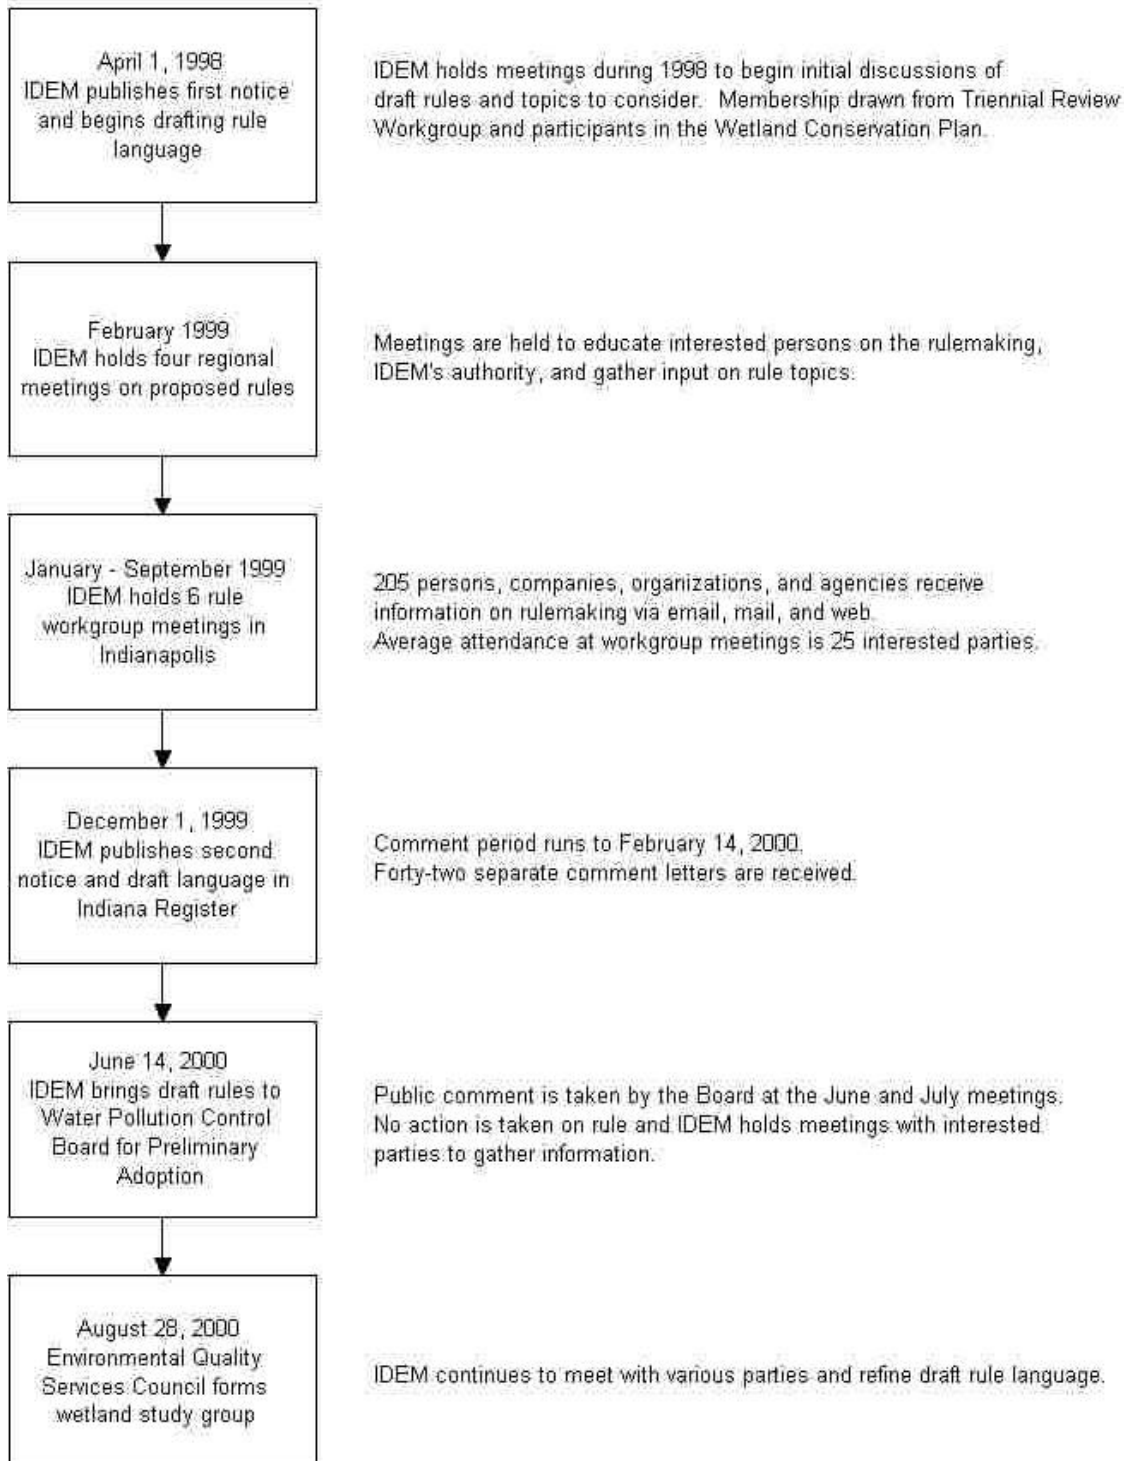 April 1, 1998
IDEM publishes first notice
and begins drafting rule
language
IDEM holds meetings during 1998 to begin initial discussions of
draft rules and topics to consider. Membership drawn from Triennial Review
Workgroup and participants in the Wetland Conservation Plan.
February 1999
IDEM holds four regional
meetings on proposed rules
Meetings are held to educate interested persons on the rulemaking,
IDEM's authority, and gather input on rule topics.
January - September 1999
IDEM holds 6 rule
workgroup meetings in
Indianapolis
205 persons, companies, organizations, and agencies receive
information on rulemaking via email, mail, and web.
Average attendance at workgroup meetings is 25 interested parties.
December 1, 1999
IDEM publishes second
notice and draft language in
Indiana Register
Comment period runs to February 14, 2000.
Forty-two separate comment letters are received.
June 14, 2000
IDEM brings draft rules to
Water Pollution Control
Board for Preliminary
Adoption
Public comment is taken by the Board at the June and July meetings.
No action is taken on rule and IDEM holds meetings with interested
parties to gather information.
August 28, 2000
Environmental Quality
Services Council forms
wetland study group
IDEM continues to meet with various parties and refine draft rule language.